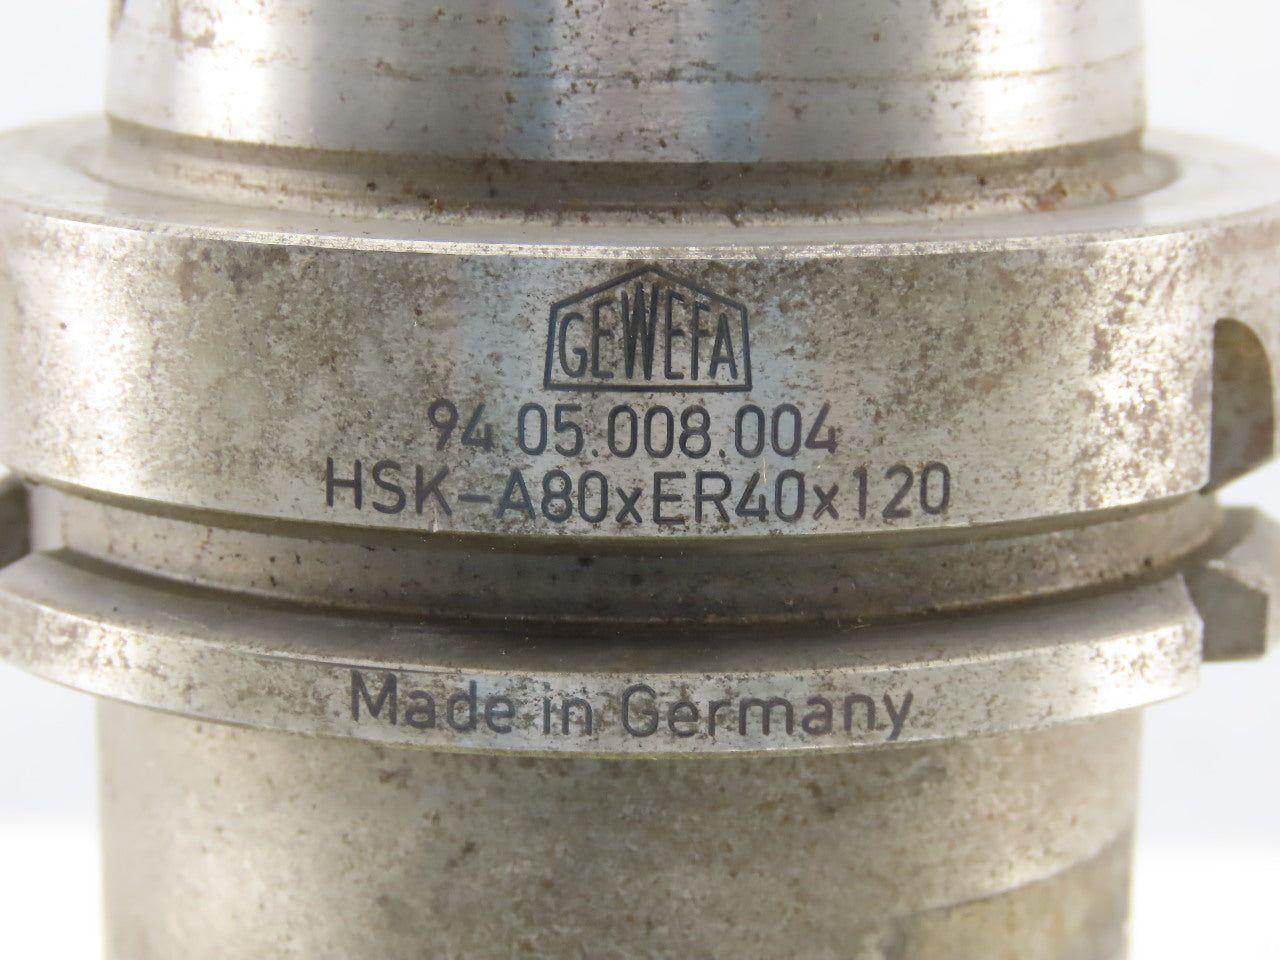 GEWEFA
94.05.008.004
HSK-A80xER40x120
Made in Germany